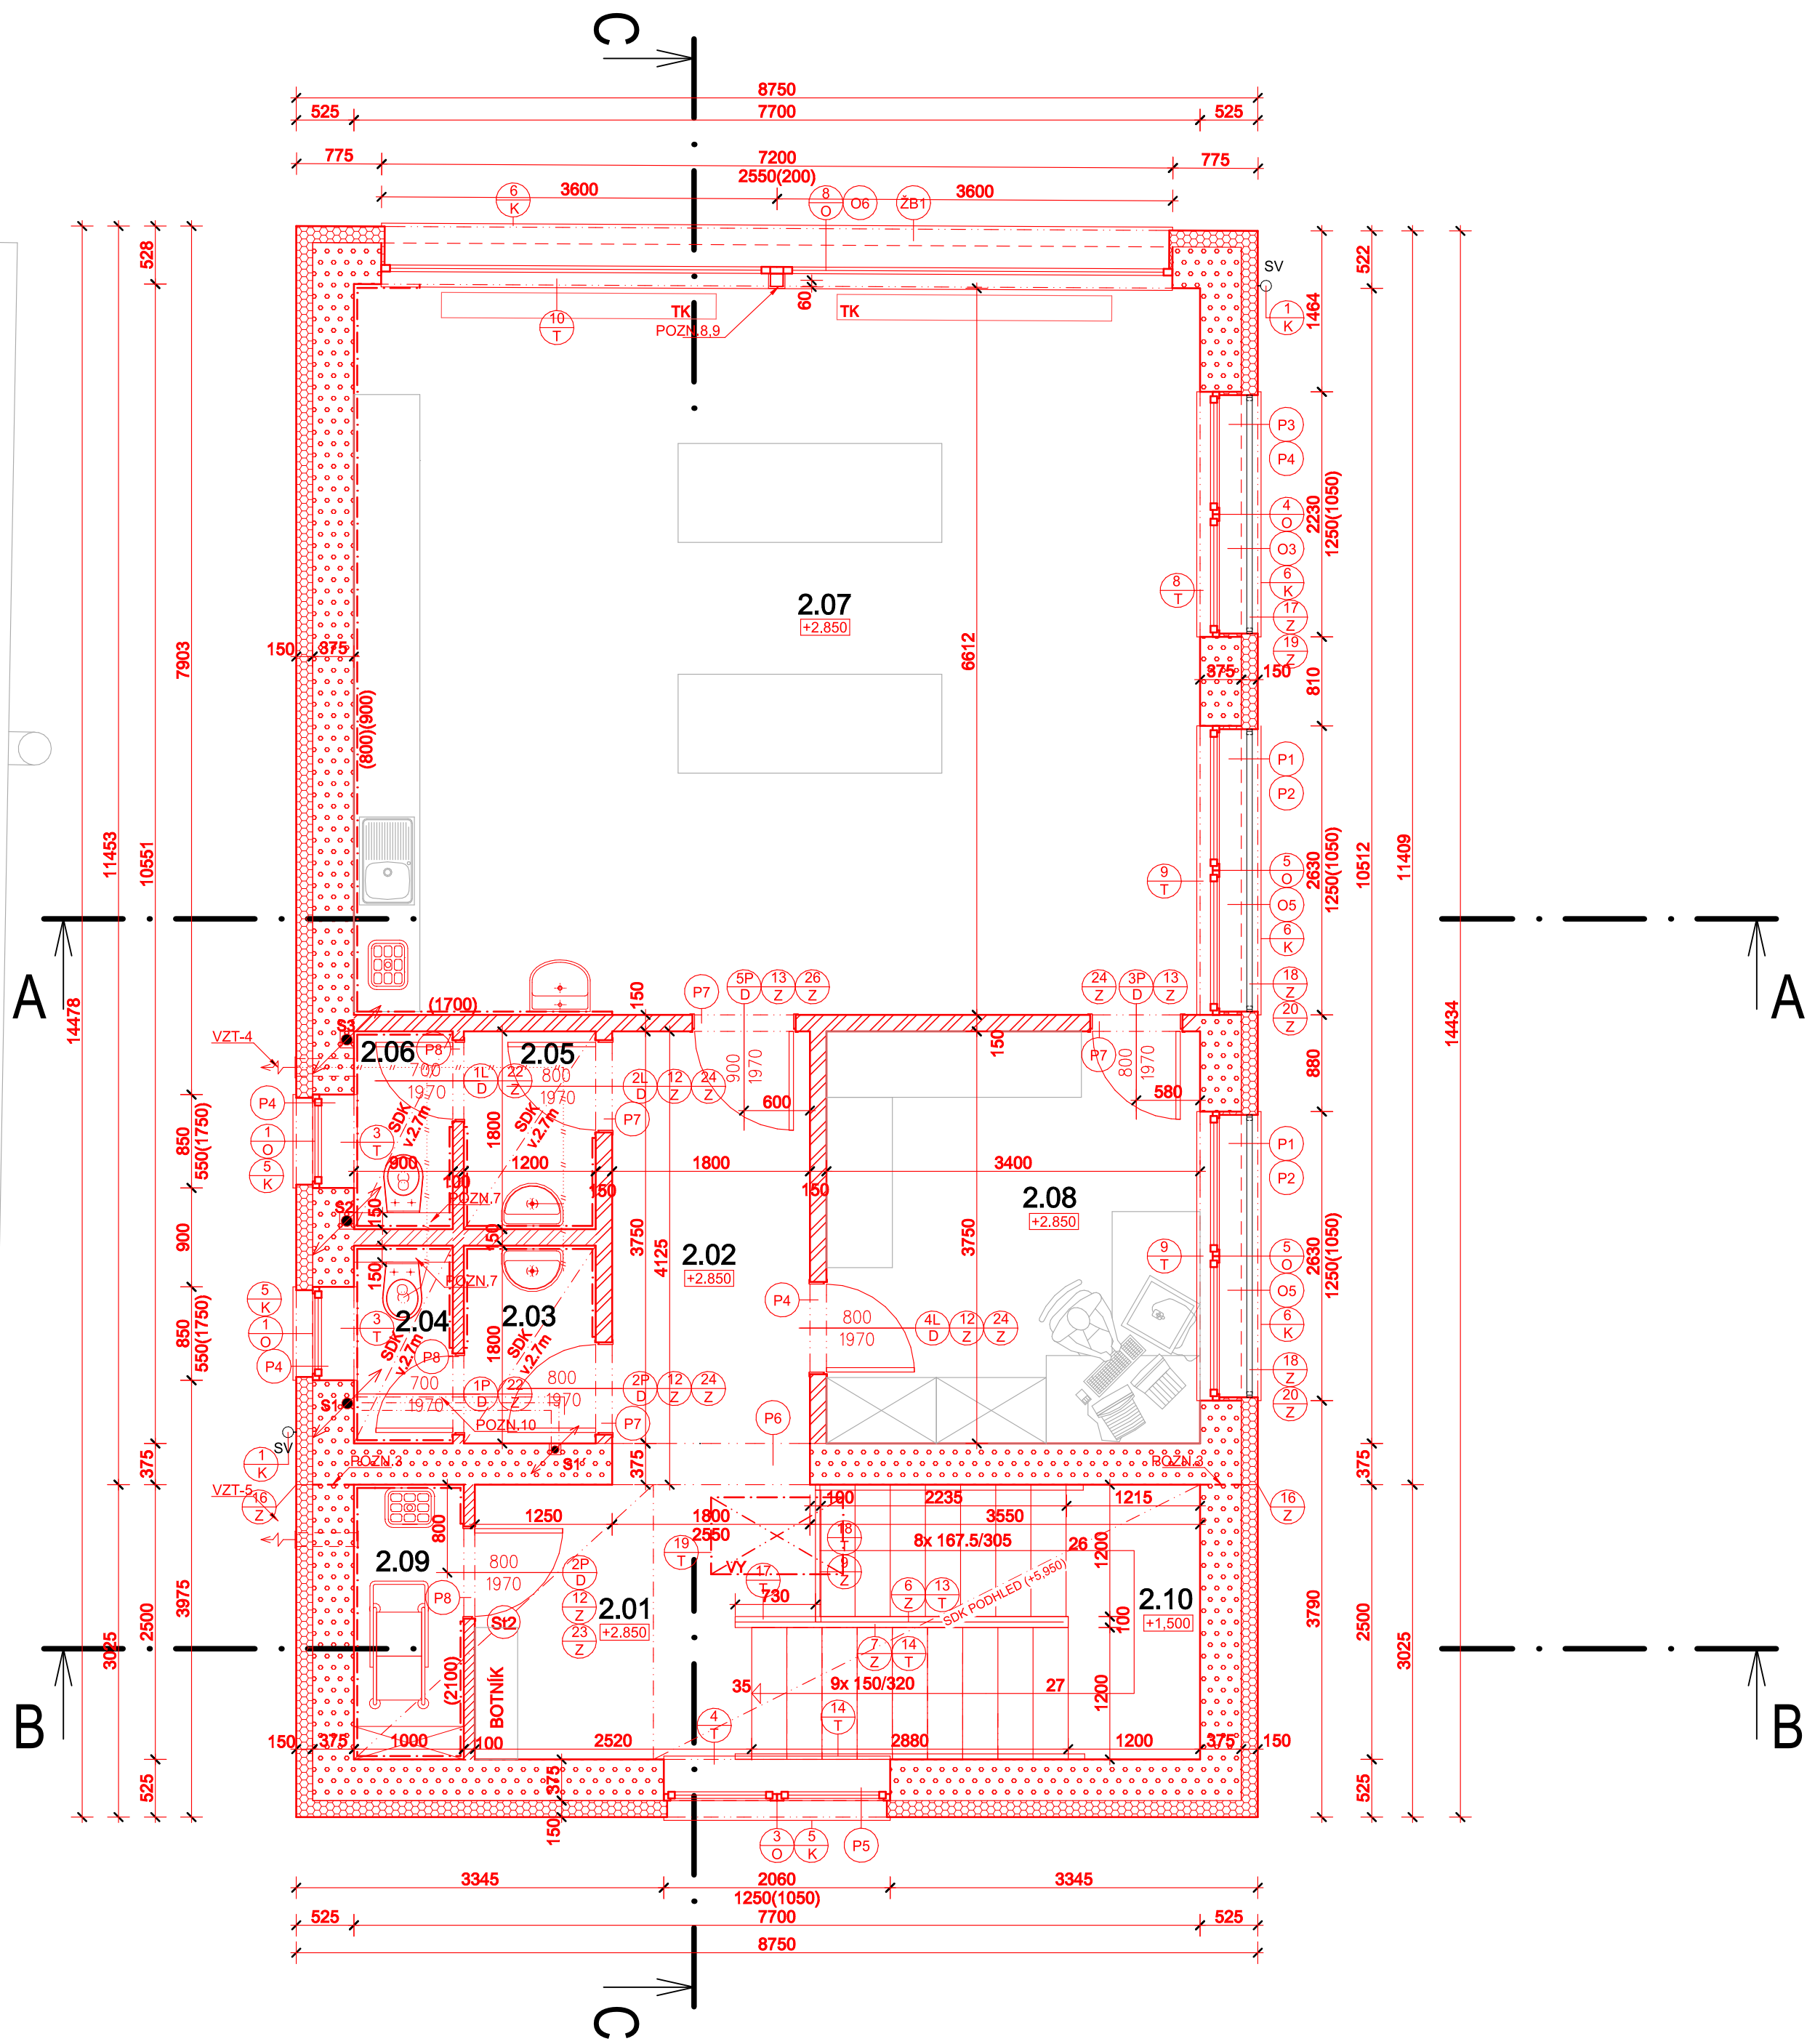 C
8750
525 7700 525
775 7200 775
2550(200)
3600 3600
6
K
8
O
O6
ŽB1
528
522
SV
1
K
1464
60
TK
TK
10
T
POZN.8,9
P3
P4
2230
1250(1050)
4
O
O3
6
K
17
Z
19
Z
8
T
2.07
+2.850
150 375
375 150
810
7903
6612
(800)(900)
P1
P2
2630
1250(1050)
5
O
O5
6
K
18
Z
20
Z
9
T
11453
10551
14478
10512
11409
14434
A
A
(1700)
150
P7
5P
D
13
Z
26
Z
24
Z
3P
D
13
Z
P7
150
880
VZT-4
S3
2.06
P8
2.05
700
1970
1L
D
22
Z
800
1970
2L
D
12
Z
24
Z
900
1970
600
800
1970
580
P4
1
O
5
K
3
T
850
550(1750)
SDK
v.2.7m
SDK
v.2.7m
1800
P7
900 1200 1800 3400
100
150
150
P1
P2
2.08
+2.850
S2
150
POZN.7
900
150
3750
4125
2.02
+2.850
3750
9
T
5
O
O5
6
K
18
Z
20
Z
2630
1250(1050)
5
K
1
O
P4
3
T
850
550(1750)
150
POZN.7
2.04
2.03
SDK
v.2.7m
SDK
v.2.7m
1800
P8
P4
800
1970
4L
D
12
Z
24
Z
700
1970
1P
D
22
Z
800
1970
2P
D
12
Z
24
Z
S1
POZN.10
P7
P6
SV
1
K
S1
375
375
375
POZN.3
POZN.3
VZT-5
16
Z
16
Z
100 2235 1215
1250 1800 3550
2550
800
19
T
18
T
9
Z
8x 167.5/305
26
1200
VY
17
T
730
2.09
800
1970
2P
D
12
Z
23
Z
P8
St2
2.01
+2.850
6
Z
13
T
SDK PODHLED (+5,950)
2.10
+1,500
100
7
Z
14
T
(2100)
BOTNÍK
35
9x 150/320
27
1200
4
T
14
T
150 375 1000 100 2520 2880 1200 375 150
3975
2500
3025
525
3790
2500
3025
525
375
150
B
B
3
O
5
K
P5
3345 2060 3345
1250(1050)
525 7700 525
8750
C